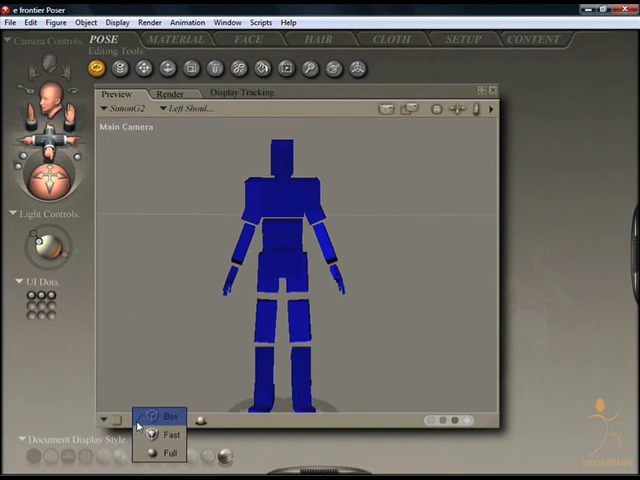 e frontier Poser
File Edit Figure Object Display Render Animation Window Scripts Help
Camera Controls.
POSE MATERIAL FACE HAIR CLOTH SETUP CONTENT
Editing Tools
Preview Render Display Tracking.
SimonG2 Left Shoul...
Main Camera
Light Controls.
UI Dots.
Box
Fast
Full
Document Display Style
infiniteSkills